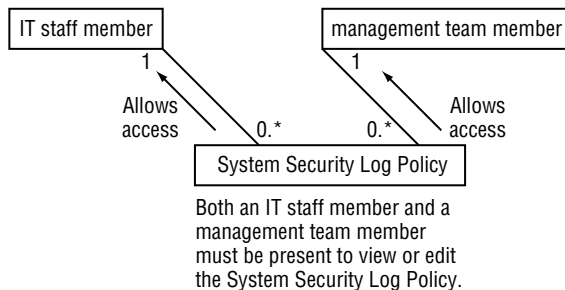 IT staff member
management team member
1
1
Allows
access
Allows
access
0.*
0.*
System Security Log Policy
Both an IT staff member and a
management team member
must be present to view or edit
the System Security Log Policy.